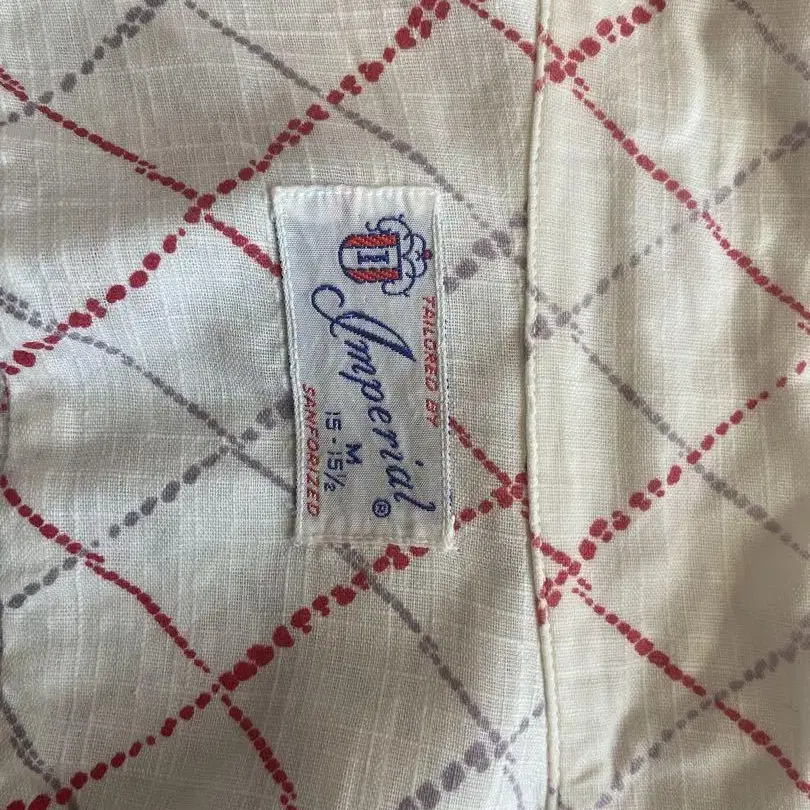 I
TAILORED BY
Imperial®
M
15 - 15½
SANFORIZED